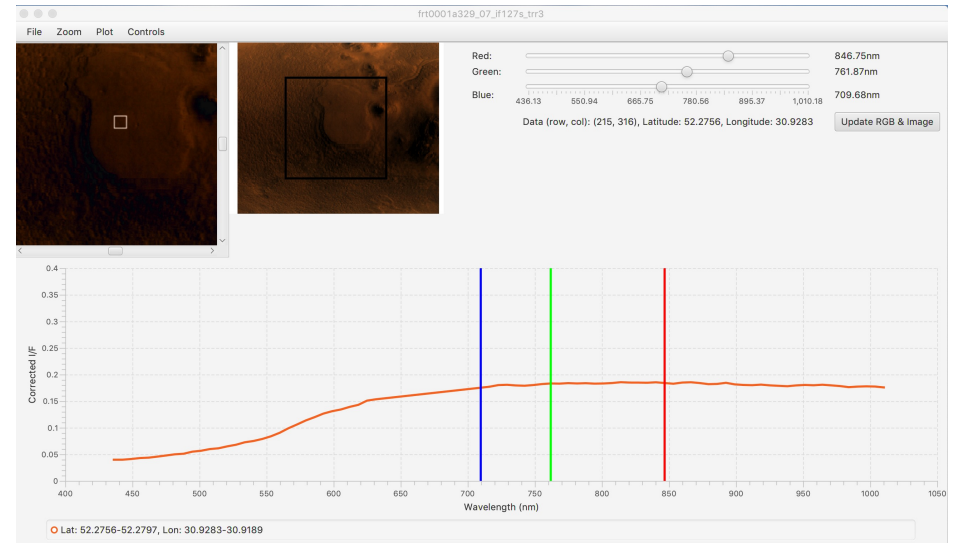 frt0001a329_07_if127s_trr3
File Zoom Plot Controls
Red: 846.75nm
Green: 761.87nm
Blue: 709.68nm
436.13 550.94 665.75 780.56 895.37 1,010.18
Data (row, col): (215, 316), Latitude: 52.2756, Longitude: 30.9283 Update RGB & Image
0.4
0.35
0.3
0.25
0.2
0.15
0.1
0.05
0
Corrected I/F
400 450 500 550 600 650 700 750 800 850 900 950 1000 1050
Wavelength (nm)
Lat: 52.2756-52.2797, Lon: 30.9283-30.9189